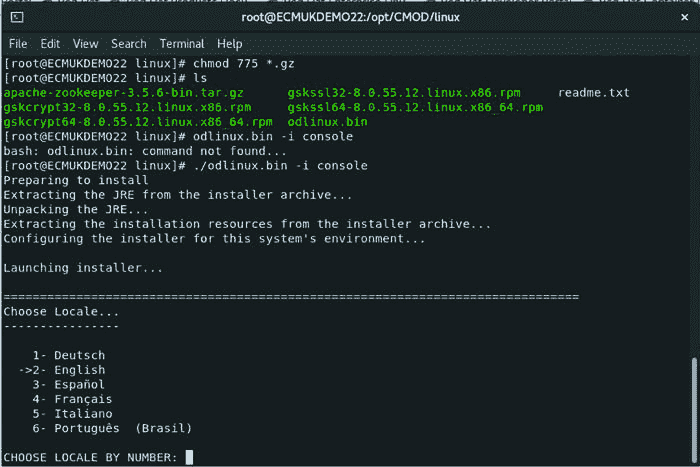 root@ECMUKDEMO22:/opt/CMOD/linux
File Edit View Search Terminal Help
[root@ECMUKDEMO22 linux]# chmod 775 *.gz
[root@ECMUKDEMO22 linux]# ls
apache-zookeeper-3.5.6-bin.tar.gz gskssl32-8.0.55.12.linux.x86.rpm readme.txt
gskcrypt32-8.0.55.12.linux.x86.rpm gskssl64-8.0.55.12.linux.x86_64.rpm
gskcrypt64-8.0.55.12.linux.x86_64.rpm odlinux.bin
[root@ECMUKDEMO22 linux]# odlinux.bin -i console
bash: odlinux.bin: command not found...
[root@ECMUKDEMO22 linux]# ./odlinux.bin -i console
Preparing to install
Extracting the JRE from the installer archive...
Unpacking the JRE...
Extracting the installation resources from the installer archive...
Configuring the installer for this system's environment...
Launching installer...
===============================================================================
Choose Locale...
----------------
1- Deutsch
->2- English
3- Español
4- Français
5- Italiano
6- Português (Brasil)
CHOOSE LOCALE BY NUMBER: